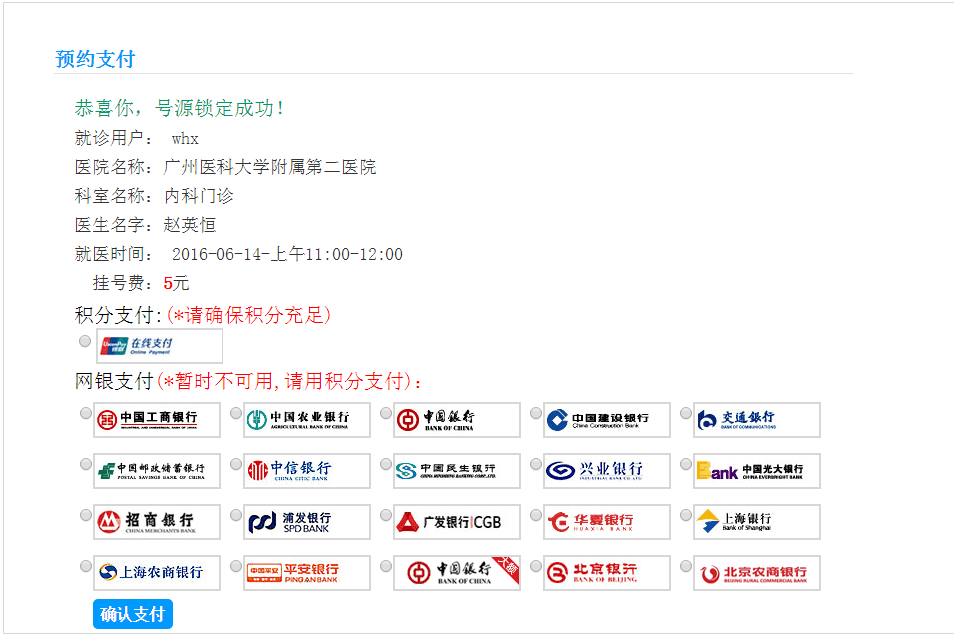 预约支付
恭喜你，号源锁定成功！
就诊用户： whx
医院名称：广州医科大学附属第二医院
科室名称：内科门诊
医生名字：赵英恒
就医时间： 2016-06-14-上午11:00-12:00
挂号费：5元
积分支付:(*请确保积分充足)
UnionPay 银联 在线支付
Online Payment
网银支付(*暂时不可用,请用积分支付)：
中国工商银行 中国农业银行 中国银行 中国建设银行 交通银行
INDUSTRIAL AND COMMERCIAL BANK OF CHINA AGRICULTURAL BANK OF CHINA BANK OF CHINA China Construction Bank BANK OF COMMUNICATIONS
中国邮政储蓄银行 中信银行 中国民生银行 兴业银行 Bank 中国光大银行
POSTAL SAVINGS BANK OF CHINA CHINA CITIC BANK CHINA MINSHENG BANKING CORP.,LTD. INDUSTRIAL BANK CO.,LTD. CHINA EVERBRIGHT BANK
招商银行 浦发银行 广发银行|CGB 华夏银行 上海银行
CHINA MERCHANTS BANK SPD BANK HUAXIA BANK Bank of Shanghai
上海农商银行 中国平安 平安银行 中国银行 大额 北京银行 北京农商银行
PINGAN BANK BANK OF CHINA BANK OF BEIJING BEIJING RURAL COMMERCIAL BANK
确认支付